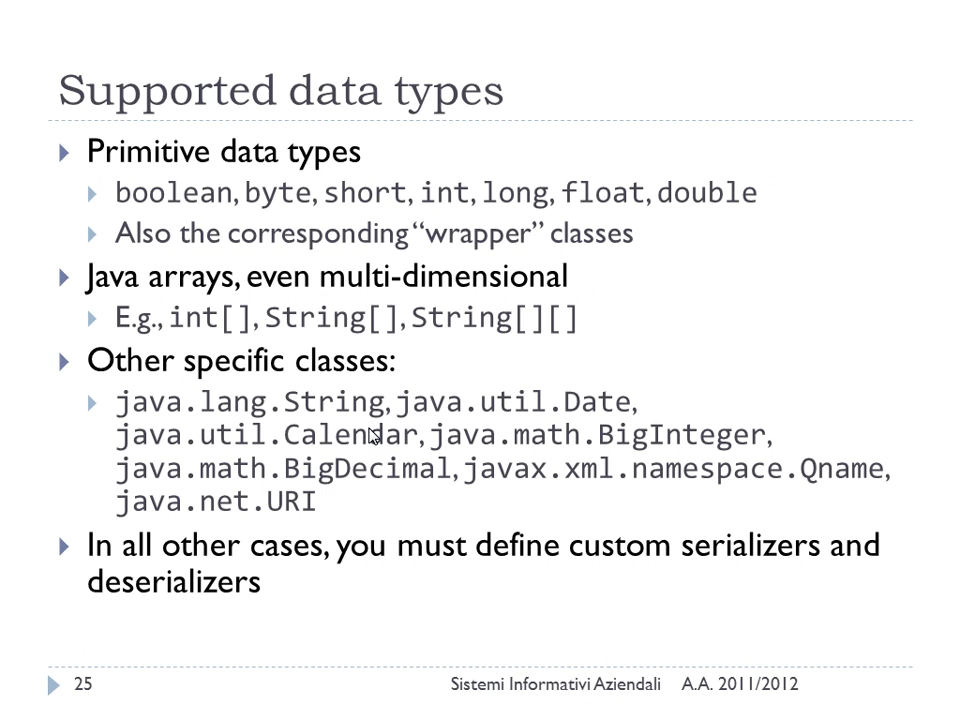 Supported data types
Primitive data types
boolean, byte, short, int, long, float, double
Also the corresponding “wrapper” classes
Java arrays, even multi-dimensional
E.g., int[], String[], String[][]
Other specific classes:
java.lang.String, java.util.Date,
java.util.Calendar, java.math.BigInteger,
java.math.BigDecimal, javax.xml.namespace.Qname,
java.net.URI
In all other cases, you must define custom serializers and
deserializers
25 Sistemi Informativi Aziendali A.A. 2011/2012